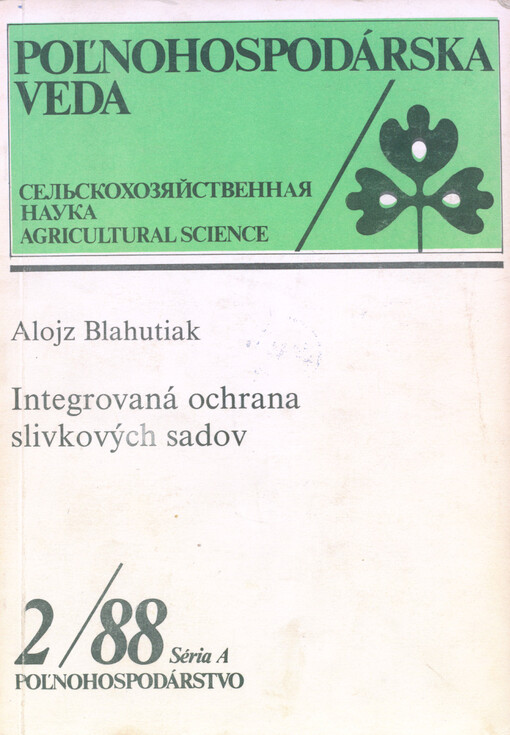 POĽNOHOSPODÁRSKA
VEDA
СЕЛЬСКОХОЗЯЙСТВЕННАЯ
НАУКА
AGRICULTURAL SCIENCE
Alojz Blahutiak
Integrovaná ochrana
slivkových sadov
2/88 Séria A
POĽNOHOSPODÁRSTVO